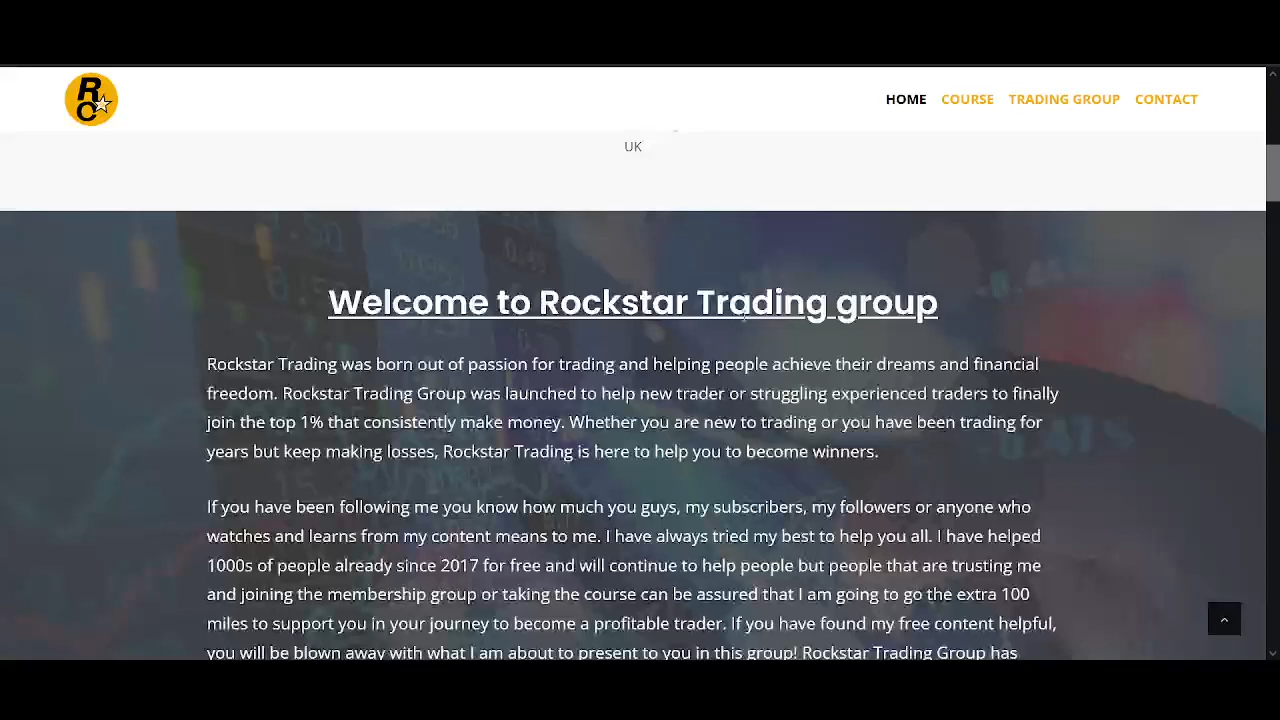 R
C
HOME COURSE TRADING GROUP CONTACT
UK
Welcome to Rockstar Trading group
Rockstar Trading was born out of passion for trading and helping people achieve their dreams and financial
freedom. Rockstar Trading Group was launched to help new trader or struggling experienced traders to finally
join the top 1% that consistently make money. Whether you are new to trading or you have been trading for
years but keep making losses, Rockstar Trading is here to help you to become winners.
If you have been following me you know how much you guys, my subscribers, my followers or anyone who
watches and learns from my content means to me. I have always tried my best to help you all. I have helped
1000s of people already since 2017 for free and will continue to help people but people that are trusting me
and joining the membership group or taking the course can be assured that I am going to go the extra 100
miles to support you in your journey to become a profitable trader. If you have found my free content helpful,
you will be blown away with what I am about to present to you in this group! Rockstar Trading Group has